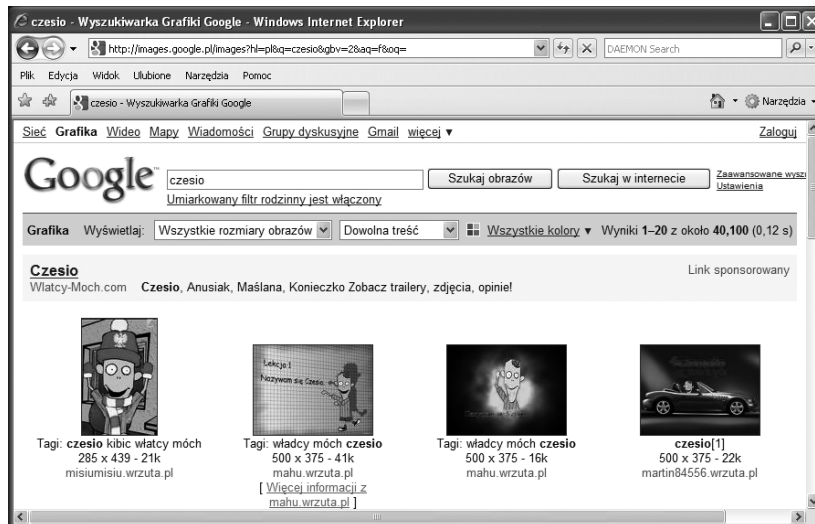 czesio - Wyszukiwarka Grafiki Google - Windows Internet Explorer
http://images.google.pl/images?hl=pl&q=czesio&gbv=2&aq=f&oq=
DAEMON Search
Plik Edycja Widok Ulubione Narzędzia Pomoc
czesio - Wyszukiwarka Grafiki Google
Narzędzia
Sieć Grafika Wideo Mapy Wiadomości Grupy dyskusyjne Gmail więcej ▼
Zaloguj
Google™
czesio
Szukaj obrazów
Szukaj w internecie
Zaawansowane wysz
Ustawienia
Umiarkowany filtr rodzinny jest włączony
Grafika Wyświetlaj: Wszystkie rozmiary obrazów Dowolna treść Wszystkie kolory ▼ Wyniki 1–20 z około 40,100 (0,12 s)
Czesio
Link sponsorowany
Wlatcy-Moch.com Czesio, Anusiak, Maślana, Konieczko Zobacz trailery, zdjęcia, opinie!
Lekcja 1
Nazywam się Czesio.
Tagi: czesio kibic włatcy móch
285 x 439 - 21k
misiumisiu.wrzuta.pl
Tagi: władcy móch czesio
500 x 375 - 41k
mahu.wrzuta.pl
[ Więcej informacji z
mahu.wrzuta.pl ]
Tagi: władcy móch czesio
500 x 375 - 16k
mahu.wrzuta.pl
czesio[1]
500 x 375 - 22k
martin84556.wrzuta.pl